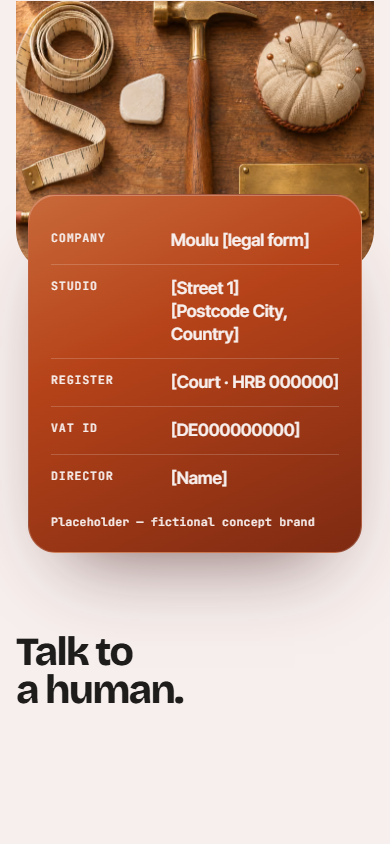 COMPANY Moulu [legal form]
STUDIO [Street 1]
[Postcode City,
Country]
REGISTER [Court · HRB 000000]
VAT ID [DE000000000]
DIRECTOR [Name]
Placeholder — fictional concept brand
Talk to
a human.